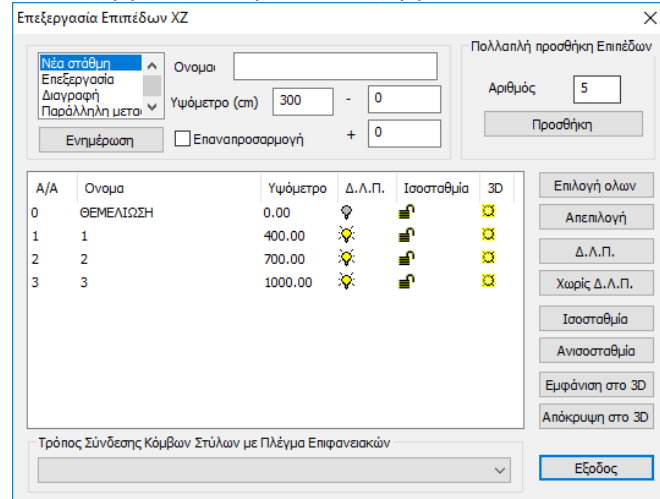 Επεξεργασία Επιπέδων XZ
Νέα στάθμη
Επεξεργασία
Διαγραφή
Παράλληλη μετα
Ονομα
Υψόμετρο (cm) 300 - 0
Ενημέρωση Επαναπροσαρμογή + 0
Πολλαπλή προσθήκη Επιπέδων
Αριθμός 5
Προσθήκη
Α/Α Ονομα Υψόμετρο Δ.Λ.Π. Ισοσταθμία 3D
0 ΘΕΜΕΛΙΩΣΗ 0.00
1 1 400.00
2 2 700.00
3 3 1000.00
Επιλογή ολων
Απεπιλογή
Δ.Λ.Π.
Χωρίς Δ.Λ.Π.
Ισοσταθμία
Ανισοσταθμία
Εμφάνιση στο 3D
Απόκρυψη στο 3D
Τρόπος Σύνδεσης Κόμβων Στύλων με Πλέγμα Επιφανειακών
Εξοδος